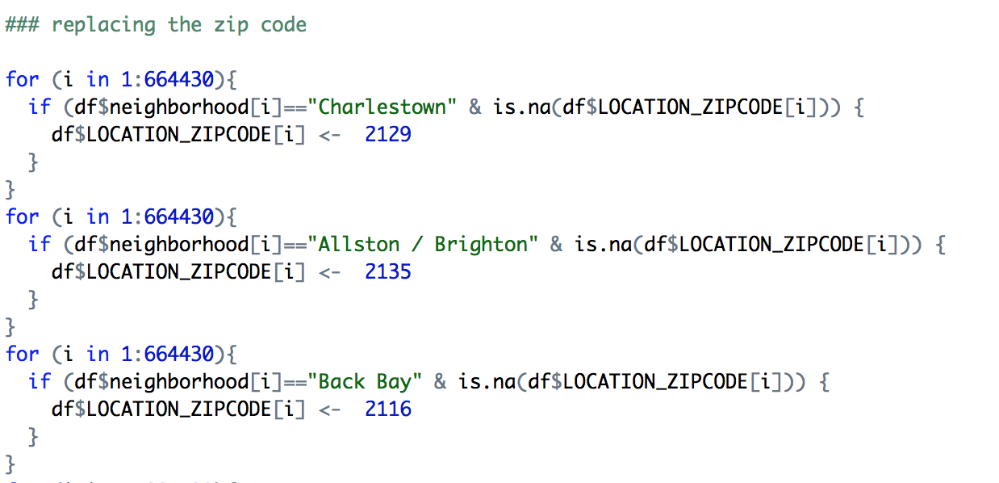 ### replacing the zip code
for (i in 1:664430){
  if (df$neighborhood[i]=="Charlestown" & is.na(df$LOCATION_ZIPCODE[i])) {
    df$LOCATION_ZIPCODE[i] <-  2129
  }
}
for (i in 1:664430){
  if (df$neighborhood[i]=="Allston / Brighton" & is.na(df$LOCATION_ZIPCODE[i])) {
    df$LOCATION_ZIPCODE[i] <-  2135
  }
}
for (i in 1:664430){
  if (df$neighborhood[i]=="Back Bay" & is.na(df$LOCATION_ZIPCODE[i])) {
    df$LOCATION_ZIPCODE[i] <-  2116
  }
}